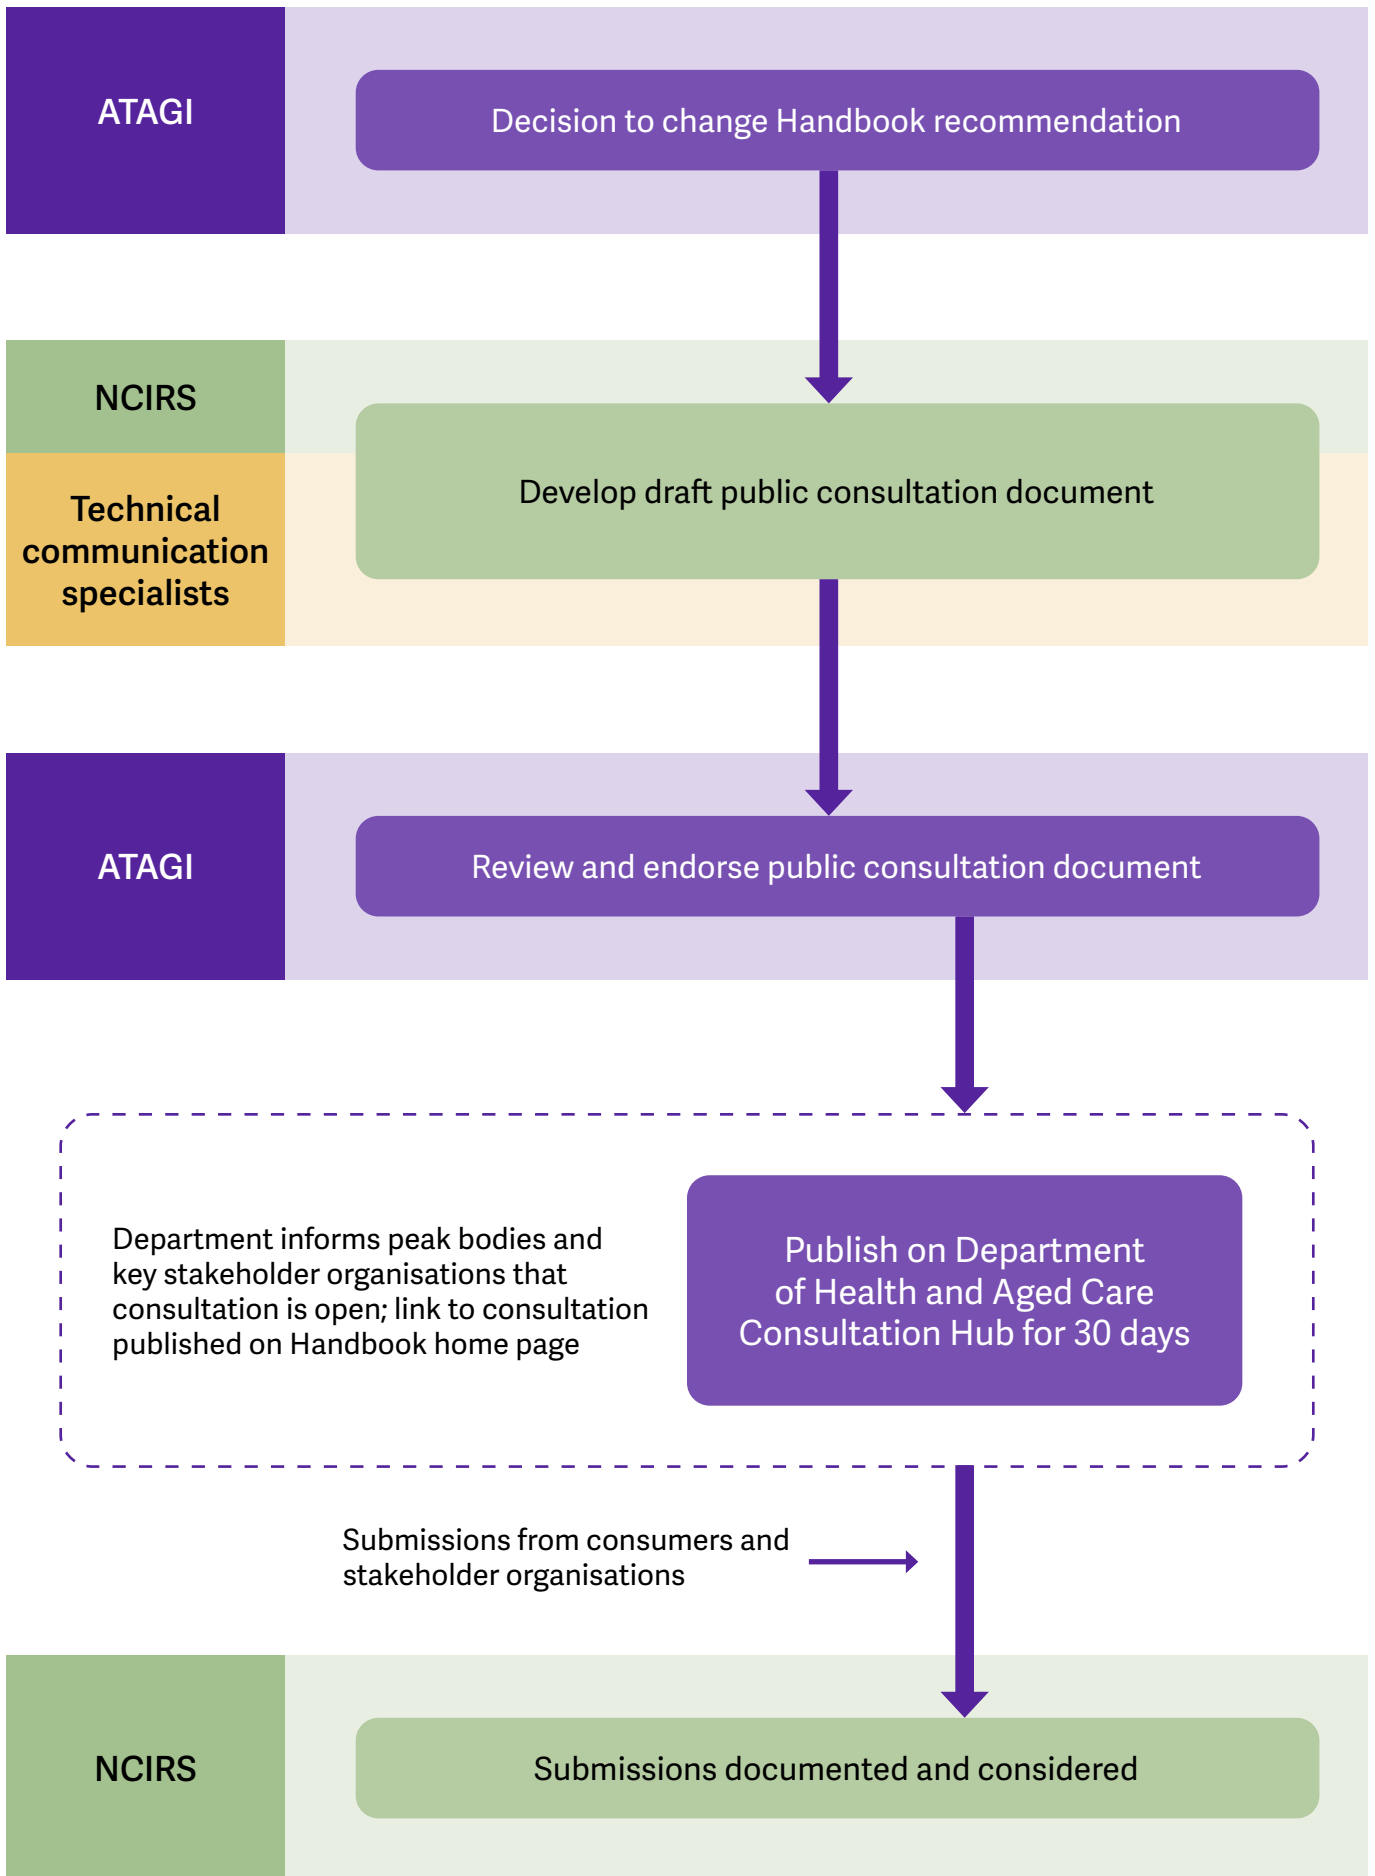 ATAGI
Decision to change Handbook recommendation
NCIRS
Technical
communication
specialists
Develop draft public consultation document
ATAGI
Review and endorse public consultation document
Department informs peak bodies and
key stakeholder organisations that
consultation is open; link to consultation
published on Handbook home page
Publish on Department
of Health and Aged Care
Consultation Hub for 30 days
Submissions from consumers and
stakeholder organisations
NCIRS
Submissions documented and considered